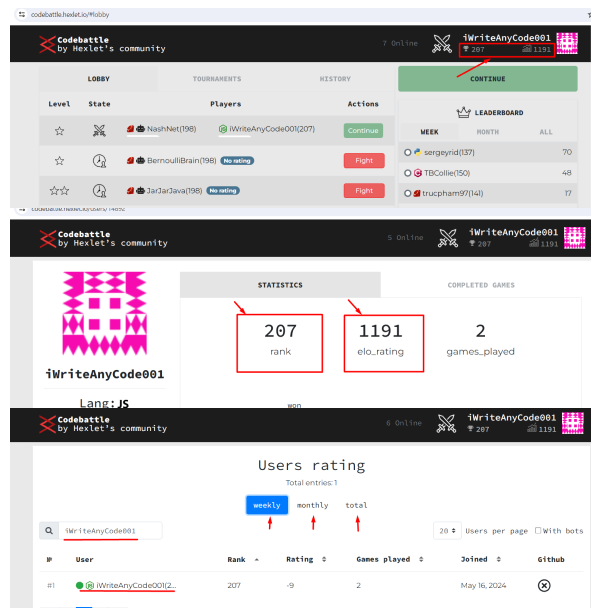 codebattle.hexlet.io/#lobby
Codebattle
by Hexlet's community
7 Online
iWriteAnyCode001
207 1191
LOBBY TOURNAMENTS HISTORY
CONTINUE
Level State Players Actions
LEADERBOARD
NashNet(198) iWriteAnyCode001(207) Continue
WEEK MONTH ALL
BernoulliBrain(198) No rating Fight
sergeyrid(137) 70
TBCollie(150) 48
JarJarJava(198) No rating Fight
trucpham97(141) 17
Codebattle
by Hexlet's community
5 Online
iWriteAnyCode001
207 1191
STATISTICS COMPLETED GAMES
207 1191 2
rank elo_rating games_played
iWriteAnyCode001
Lang: JS
won
Codebattle
by Hexlet's community
6 Online
iWriteAnyCode001
207 1191
Users rating
Total entries: 1
weekly monthly total
iWriteAnyCode001
20 Users per page With bots
№ User Rank Rating Games played Joined Github
#1 iWriteAnyCode001(2... 207 -9 2 May 16, 2024